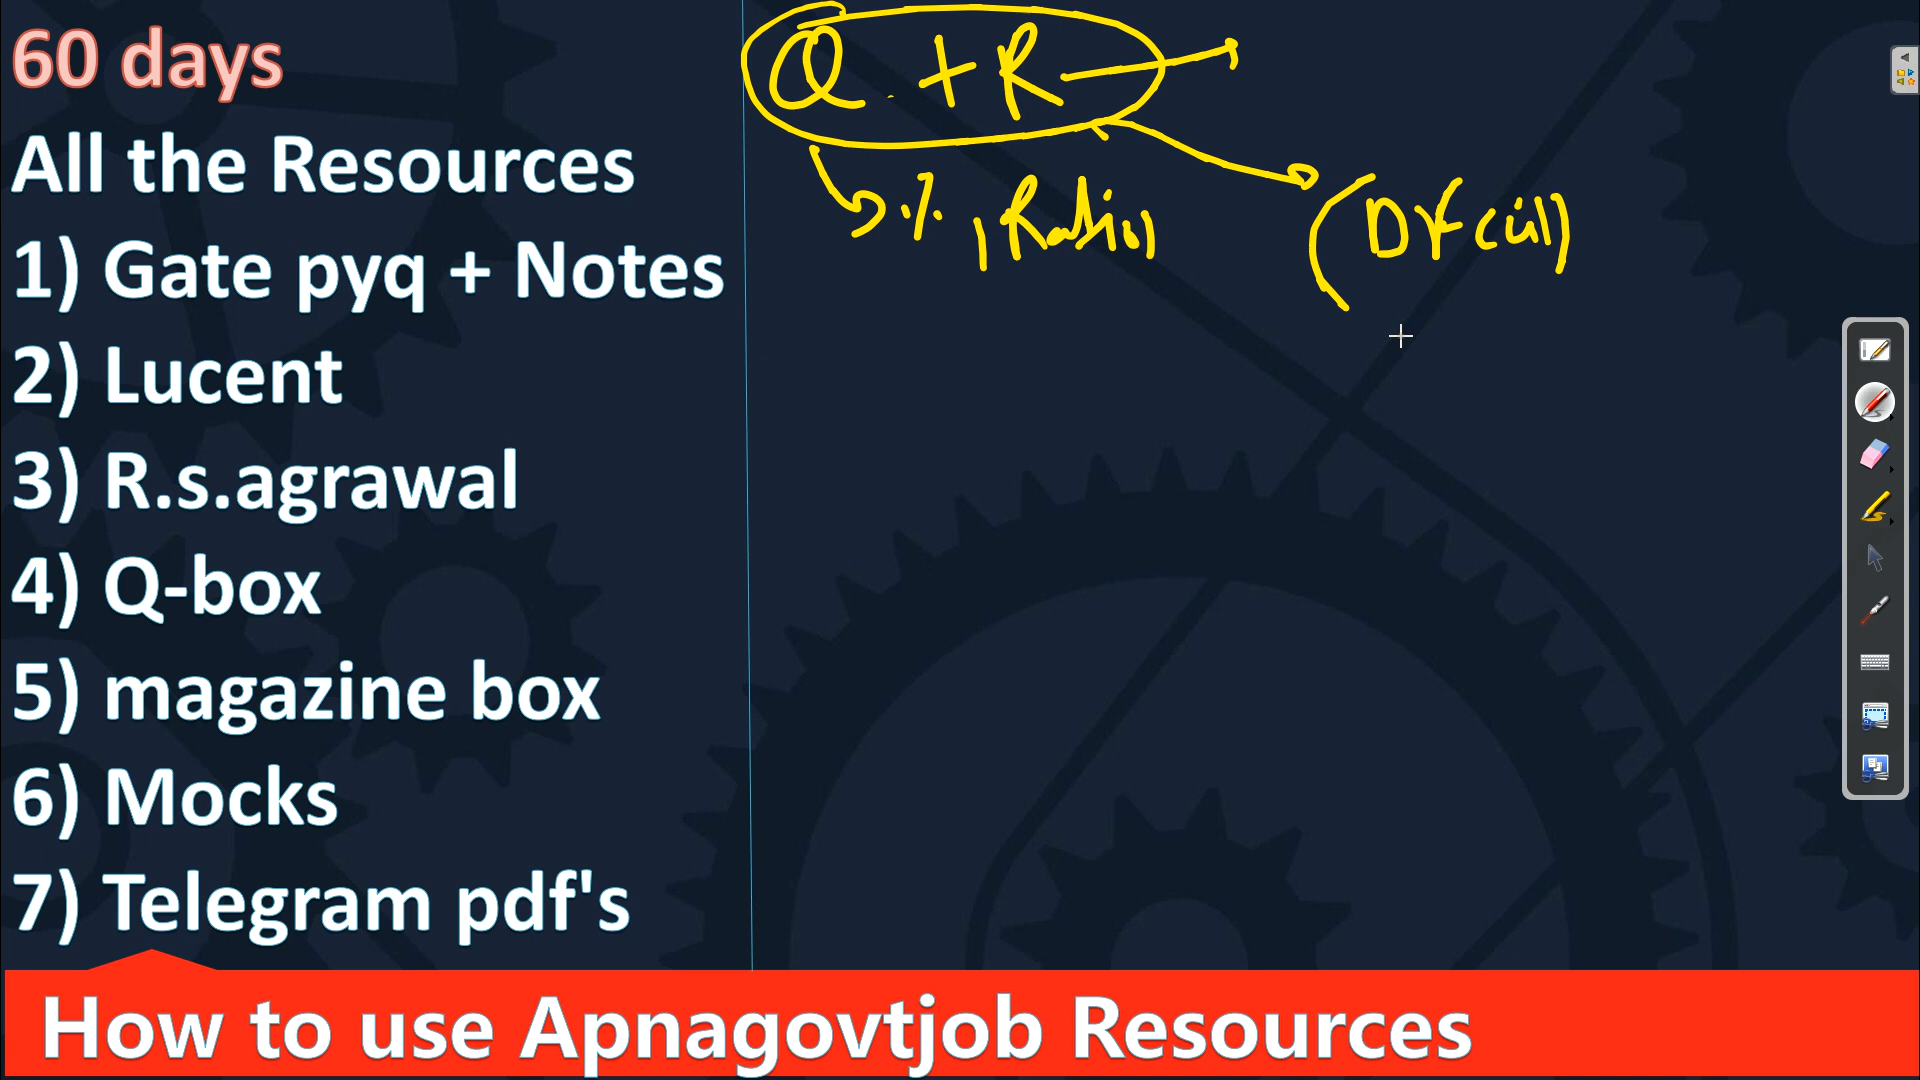 60 days
All the Resources
1) Gate pyq + Notes
2) Lucent
3) R.s.agrawal
4) Q-box
5) magazine box
6) Mocks
7) Telegram pdf's
Q + R
% , Ratio
How to use Apnagovtjob Resources